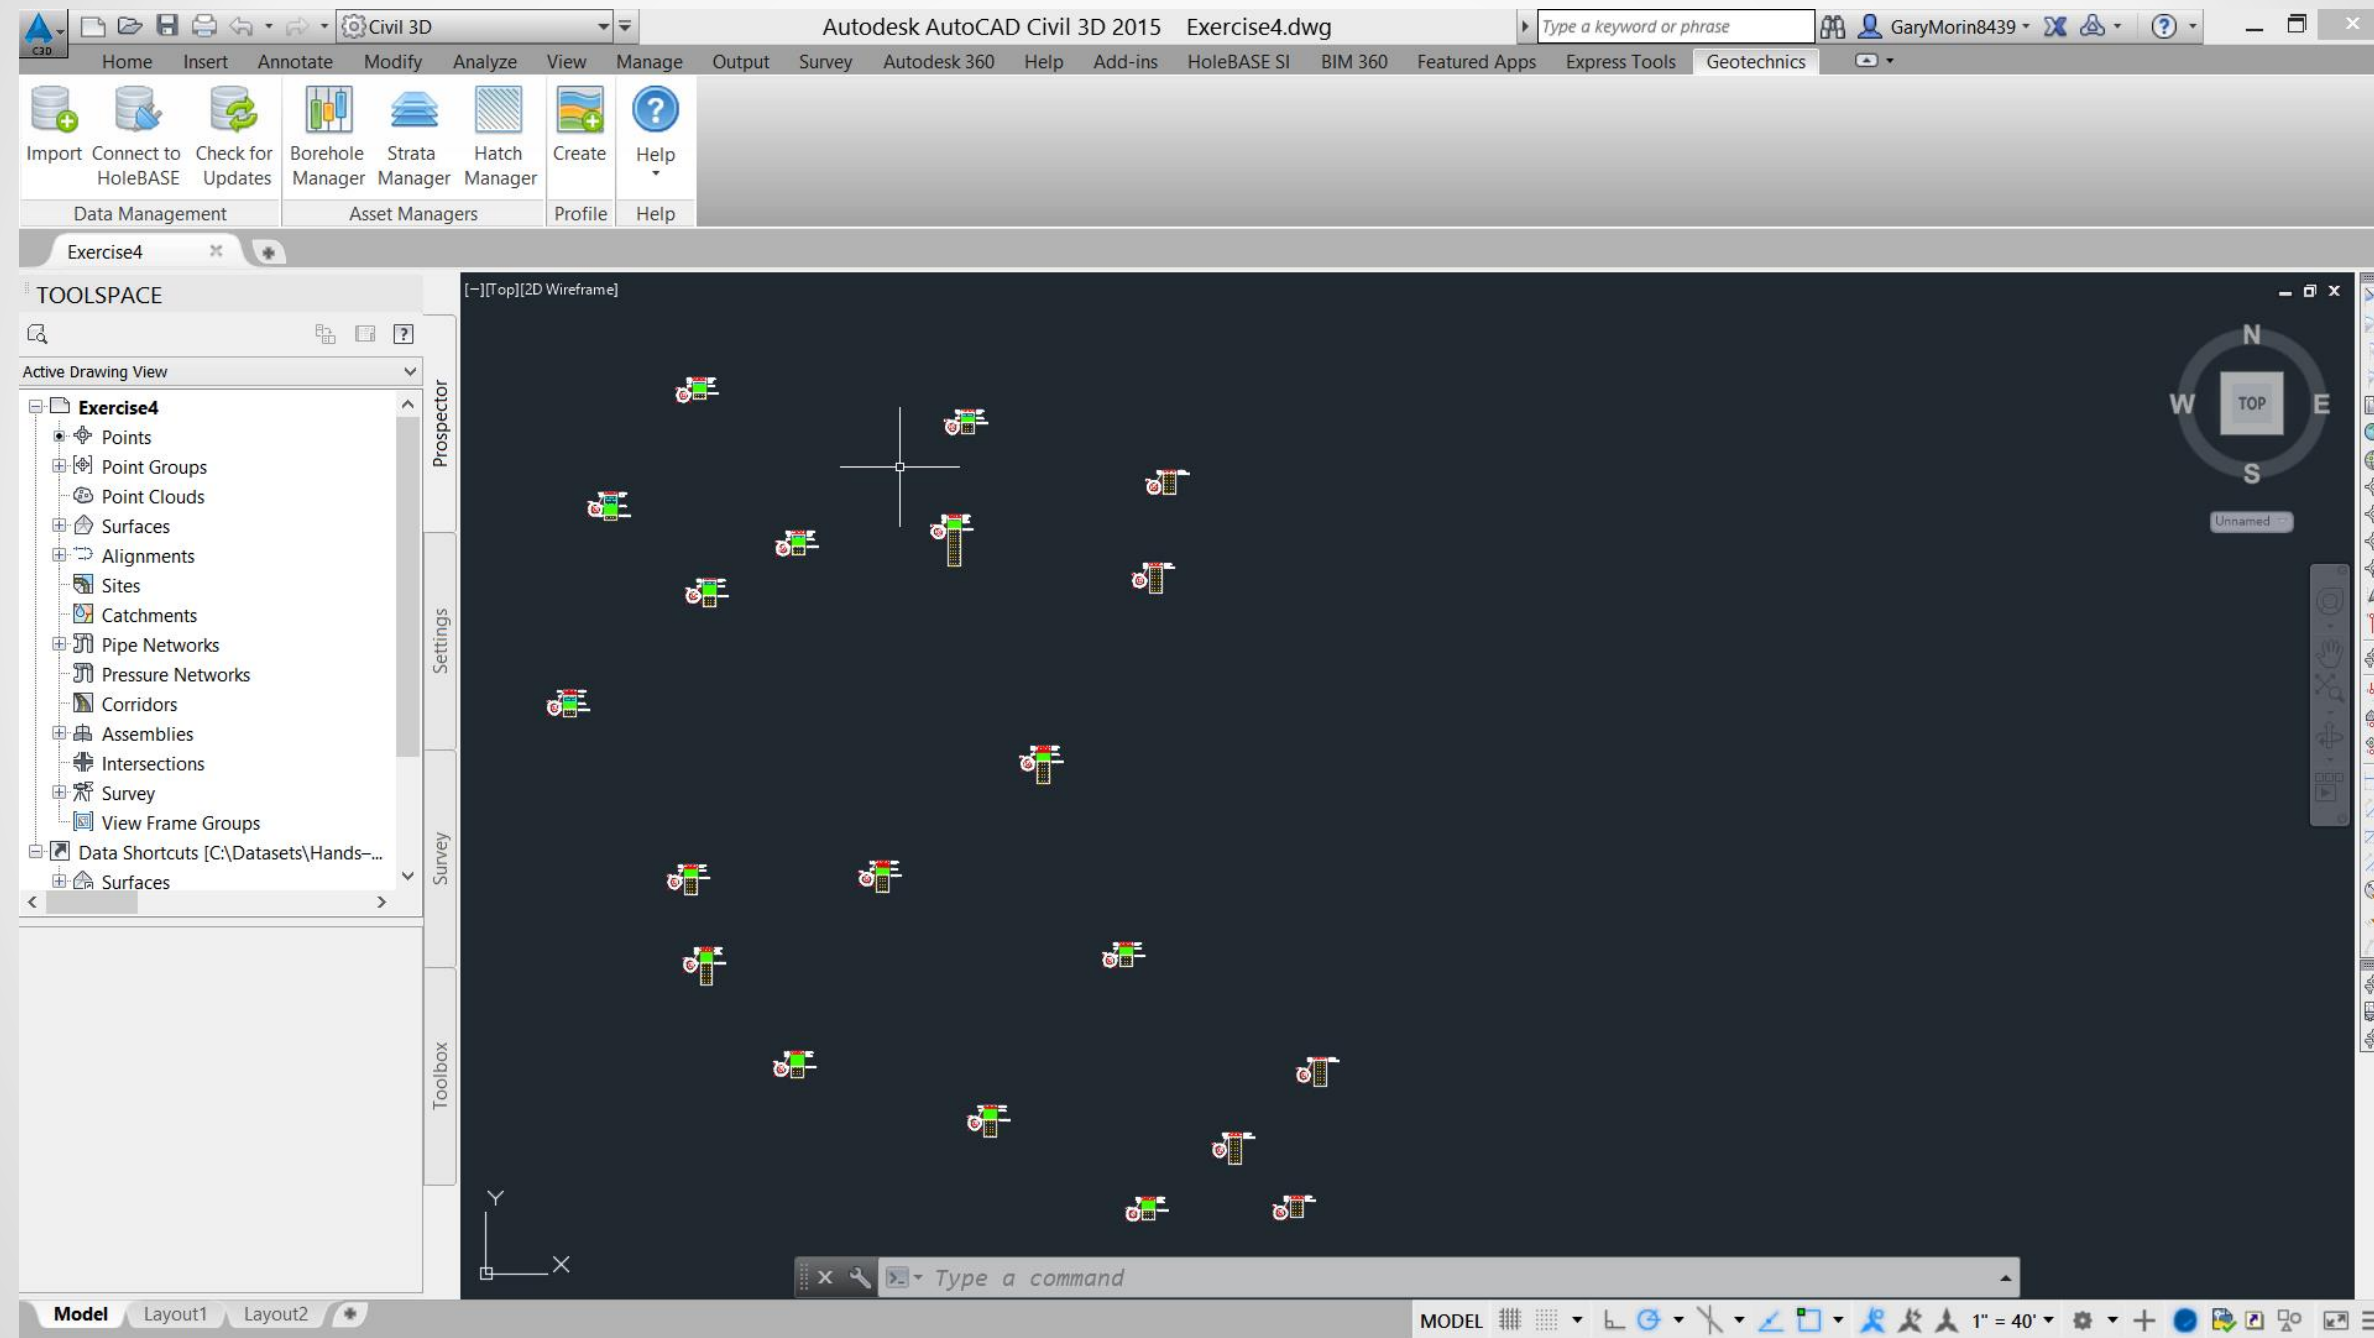 Civil 3D
Autodesk AutoCAD Civil 3D 2015 Exercise4.dwg
Type a keyword or phrase
GaryMorin8439
C3D
Home Insert Annotate Modify Analyze View Manage Output Survey Autodesk 360 Help Add-ins HoleBASE SI BIM 360 Featured Apps Express Tools Geotechnics
Import Connect to HoleBASE Check for Updates Borehole Manager Strata Manager Hatch Manager Create Help
Data Management Asset Managers Profile Help
Exercise4
TOOLSPACE
[−][Top][2D Wireframe]
Active Drawing View
Exercise4
Points
Point Groups
Point Clouds
Surfaces
Alignments
Sites
Catchments
Pipe Networks
Pressure Networks
Corridors
Assemblies
Intersections
Survey
View Frame Groups
Data Shortcuts [C:\Datasets\Hands–...
Surfaces
Prospector
Settings
Survey
Toolbox
N
W TOP E
S
Unnamed
Y
X
Type a command
Model Layout1 Layout2
MODEL 1" = 40'